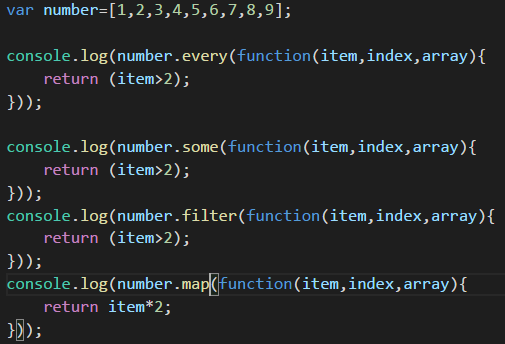 var number=[1,2,3,4,5,6,7,8,9];
console.log(number.every(function(item,index,array){
    return (item>2);
}));
console.log(number.some(function(item,index,array){
    return (item>2);
}));
console.log(number.filter(function(item,index,array){
    return (item>2);
}));
console.log(number.map(function(item,index,array){
    return item*2;
}));